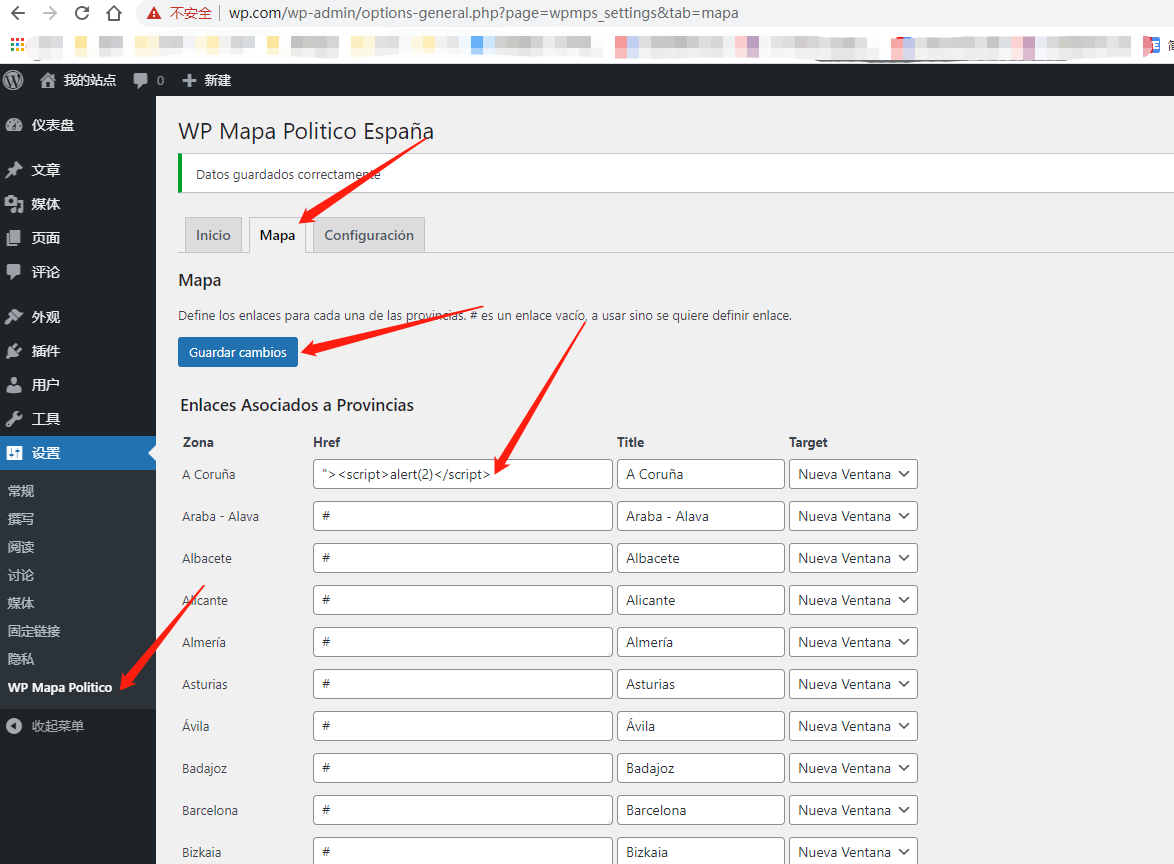 不安全 wp.com/wp-admin/options-general.php?page=wpmps_settings&tab=mapa
我的站点 0 新建
仪表盘
文章
媒体
页面
评论
外观
插件
用户
工具
设置
常规
撰写
阅读
讨论
媒体
固定链接
隐私
WP Mapa Politico
收起菜单
WP Mapa Politico España
Datos guardados correctamente
Inicio Mapa Configuración
Mapa
Define los enlaces para cada una de las provincias. # es un enlace vacío, a usar sino se quiere definir enlace.
Guardar cambios
Enlaces Asociados a Provincias
Zona Href Title Target
A Coruña "><script>alert(2)</script> A Coruña Nueva Ventana
Araba - Alava # Araba - Alava Nueva Ventana
Albacete # Albacete Nueva Ventana
Alicante # Alicante Nueva Ventana
Almería # Almería Nueva Ventana
Asturias # Asturias Nueva Ventana
Ávila # Ávila Nueva Ventana
Badajoz # Badajoz Nueva Ventana
Barcelona # Barcelona Nueva Ventana
Bizkaia # Bizkaia Nueva Ventana